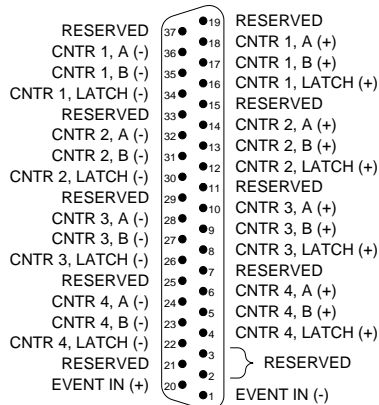 RESERVED 37 19 RESERVED
CNTR 1, A (-) 36 18 CNTR 1, A (+)
CNTR 1, B (-) 35 17 CNTR 1, B (+)
CNTR 1, LATCH (-) 34 16 CNTR 1, LATCH (+)
RESERVED 33 15 RESERVED
CNTR 2, A (-) 32 14 CNTR 2, A (+)
CNTR 2, B (-) 31 13 CNTR 2, B (+)
CNTR 2, LATCH (-) 30 12 CNTR 2, LATCH (+)
RESERVED 29 11 RESERVED
CNTR 3, A (-) 28 10 CNTR 3, A (+)
CNTR 3, B (-) 27 9 CNTR 3, B (+)
CNTR 3, LATCH (-) 26 8 CNTR 3, LATCH (+)
RESERVED 25 7 RESERVED
CNTR 4, A (-) 24 6 CNTR 4, A (+)
CNTR 4, B (-) 23 5 CNTR 4, B (+)
CNTR 4, LATCH (-) 22 4 CNTR 4, LATCH (+)
RESERVED 21 3 RESERVED
EVENT IN (+) 20 2
1 EVENT IN (-)